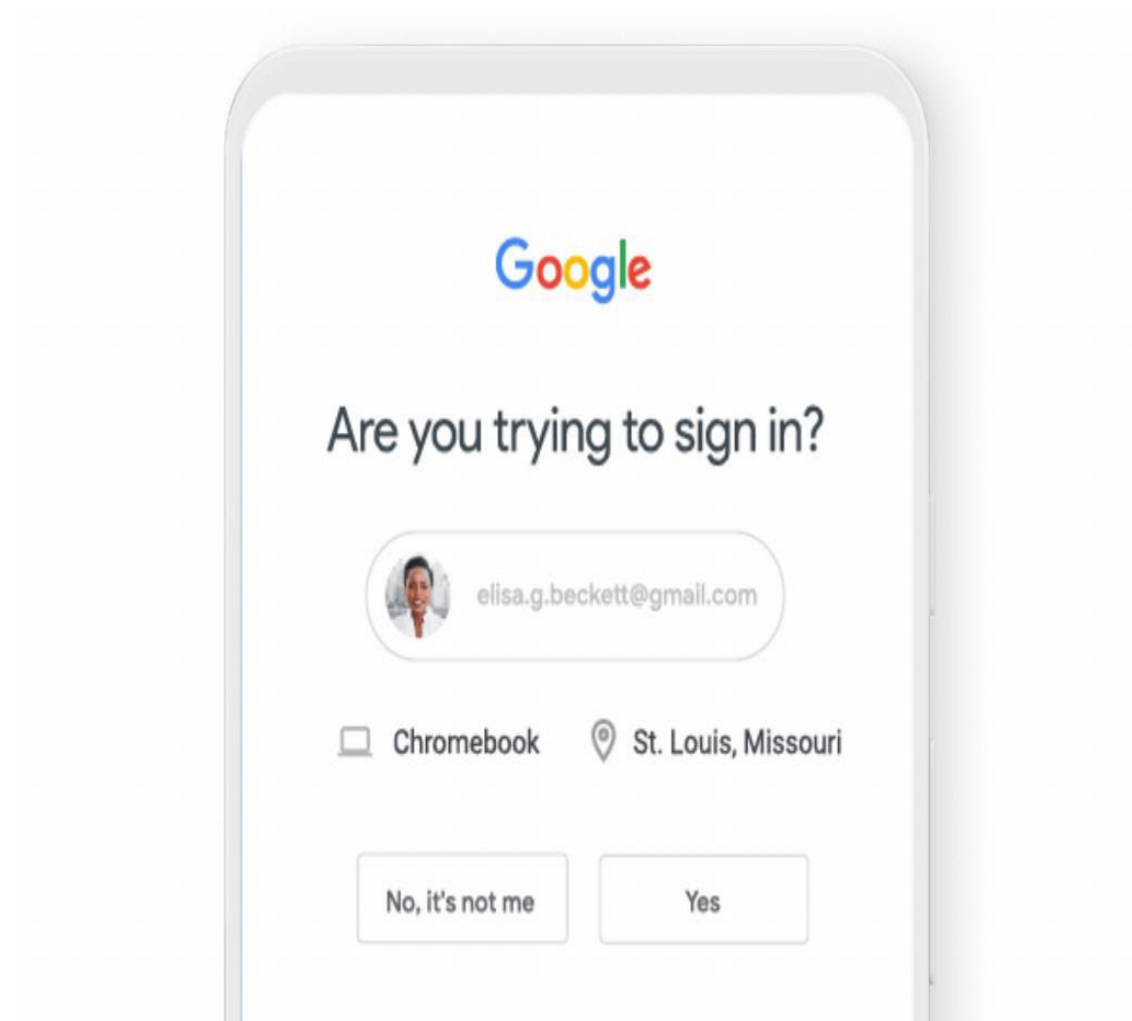 Google
Are you trying to sign in?
elisa.g.beckett@gmail.com
Chromebook St. Louis, Missouri
No, it's not me Yes